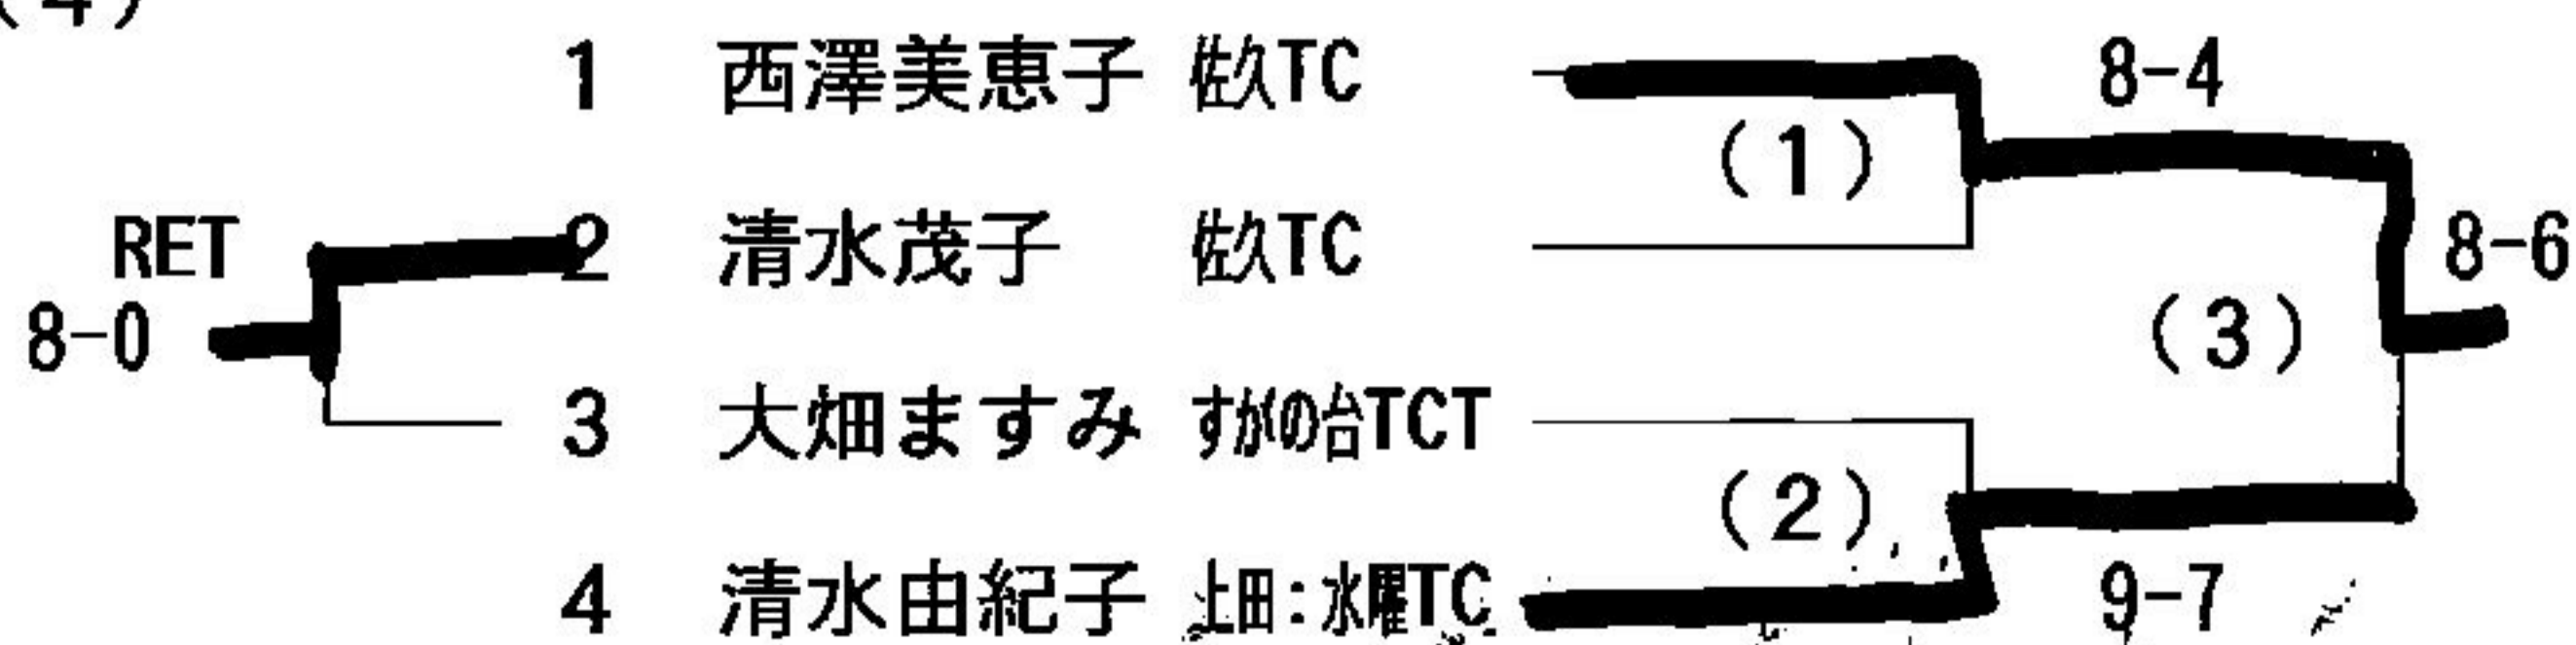 (4)
1 西澤美恵子 佐久TC 8-4
(1)
RET 2 清水茂子 佐久TC 8-6
8-0 (3)
3 大畑ますみ すがの台TCT
(2)
4 清水由紀子 上田:水曜TC 9-7